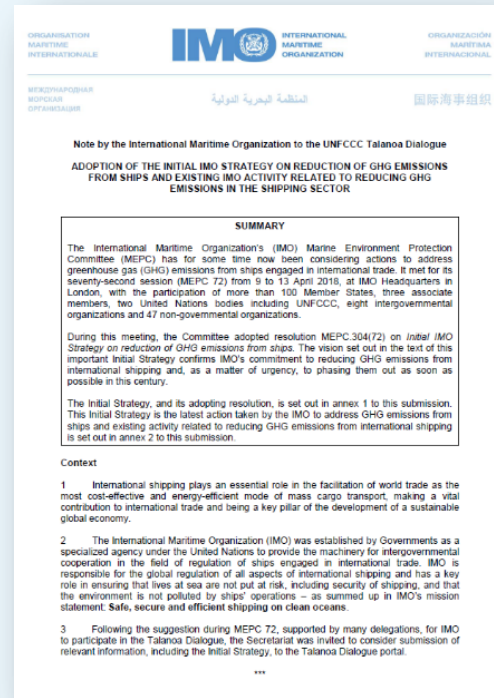 ORGANISATION
MARITIME
INTERNATIONALE
IMO
INTERNATIONAL
MARITIME
ORGANIZATION
ORGANIZACIÓN
MARÍTIMA
INTERNACIONAL
МЕЖДУНАРОДНАЯ
МОРСКАЯ
ОРГАНИЗАЦИЯ
المنظمة البحرية الدولية
国际海事组织
Note by the International Maritime Organization to the UNFCCC Talanoa Dialogue
ADOPTION OF THE INITIAL IMO STRATEGY ON REDUCTION OF GHG EMISSIONS
FROM SHIPS AND EXISTING IMO ACTIVITY RELATED TO REDUCING GHG
EMISSIONS IN THE SHIPPING SECTOR
SUMMARY
The International Maritime Organization's (IMO) Marine Environment Protection
Committee (MEPC) has for some time now been considering actions to address
greenhouse gas (GHG) emissions from ships engaged in international trade. It met for its
seventy-second session (MEPC 72) from 9 to 13 April 2018, at IMO Headquarters in
London, with the participation of more than 100 Member States, three associate
members, two United Nations bodies including UNFCCC, eight intergovernmental
organizations and 47 non-governmental organizations.
During this meeting, the Committee adopted resolution MEPC.304(72) on Initial IMO
Strategy on reduction of GHG emissions from ships. The vision set out in the text of this
important Initial Strategy confirms IMO's commitment to reducing GHG emissions from
international shipping and, as a matter of urgency, to phasing them out as soon as
possible in this century.
The Initial Strategy, and its adopting resolution, is set out in annex 1 to this submission.
This Initial Strategy is the latest action taken by the IMO to address GHG emissions from
ships and existing activity related to reducing GHG emissions from international shipping
is set out in annex 2 to this submission.
Context
1 International shipping plays an essential role in the facilitation of world trade as the
most cost-effective and energy-efficient mode of mass cargo transport, making a vital
contribution to international trade and being a key pillar of the development of a sustainable
global economy.
2 The International Maritime Organization (IMO) was established by Governments as a
specialized agency under the United Nations to provide the machinery for intergovernmental
cooperation in the field of regulation of ships engaged in international trade. IMO is
responsible for the global regulation of all aspects of international shipping and has a key
role in ensuring that lives at sea are not put at risk, including security of shipping, and that
the environment is not polluted by ships' operations – as summed up in IMO's mission
statement: Safe, secure and efficient shipping on clean oceans.
3 Following the suggestion during MEPC 72, supported by many delegations, for IMO
to participate in the Talanoa Dialogue, the Secretariat was invited to consider submission of
relevant information, including the Initial Strategy, to the Talanoa Dialogue portal.
***